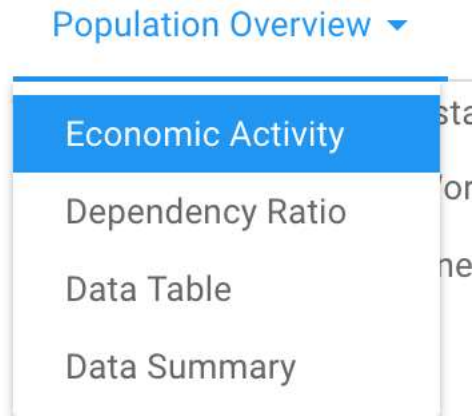 Population Overview
Economic Activity
Dependency Ratio
Data Table
Data Summary